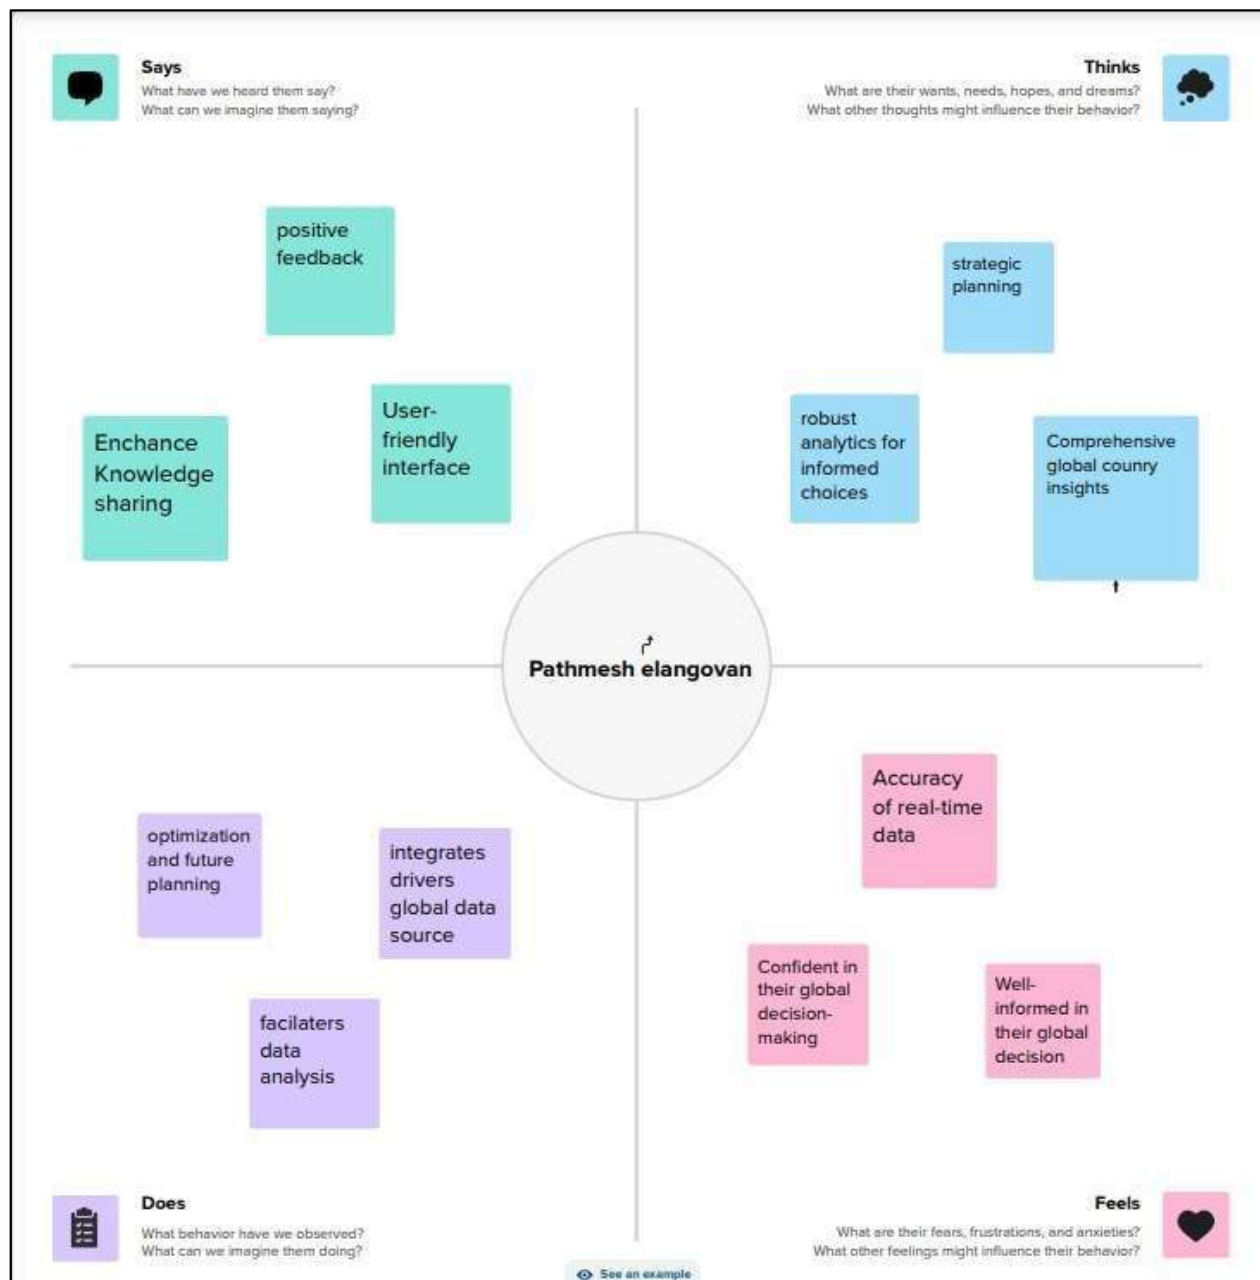 Says
What have we heard them say?
What can we imagine them saying?
Thinks
What are their wants, needs, hopes, and dreams?
What other thoughts might influence their behavior?
positive
feedback
Enchance
Knowledge
sharing
User-
friendly
interface
strategic
planning
robust
analytics for
informed
choices
Comprehensive
global counry
insights
Pathmesh elangovan
optimization
and future
planning
integrates
drivers
global data
source
facilaters
data
analysis
Accuracy
of real-time
data
Confident in
their global
decision-
making
Well-
informed in
their global
decision
Does
What behavior have we observed?
What can we imagine them doing?
Feels
What are their fears, frustrations, and anxieties?
What other feelings might influence their behavior?
See an example